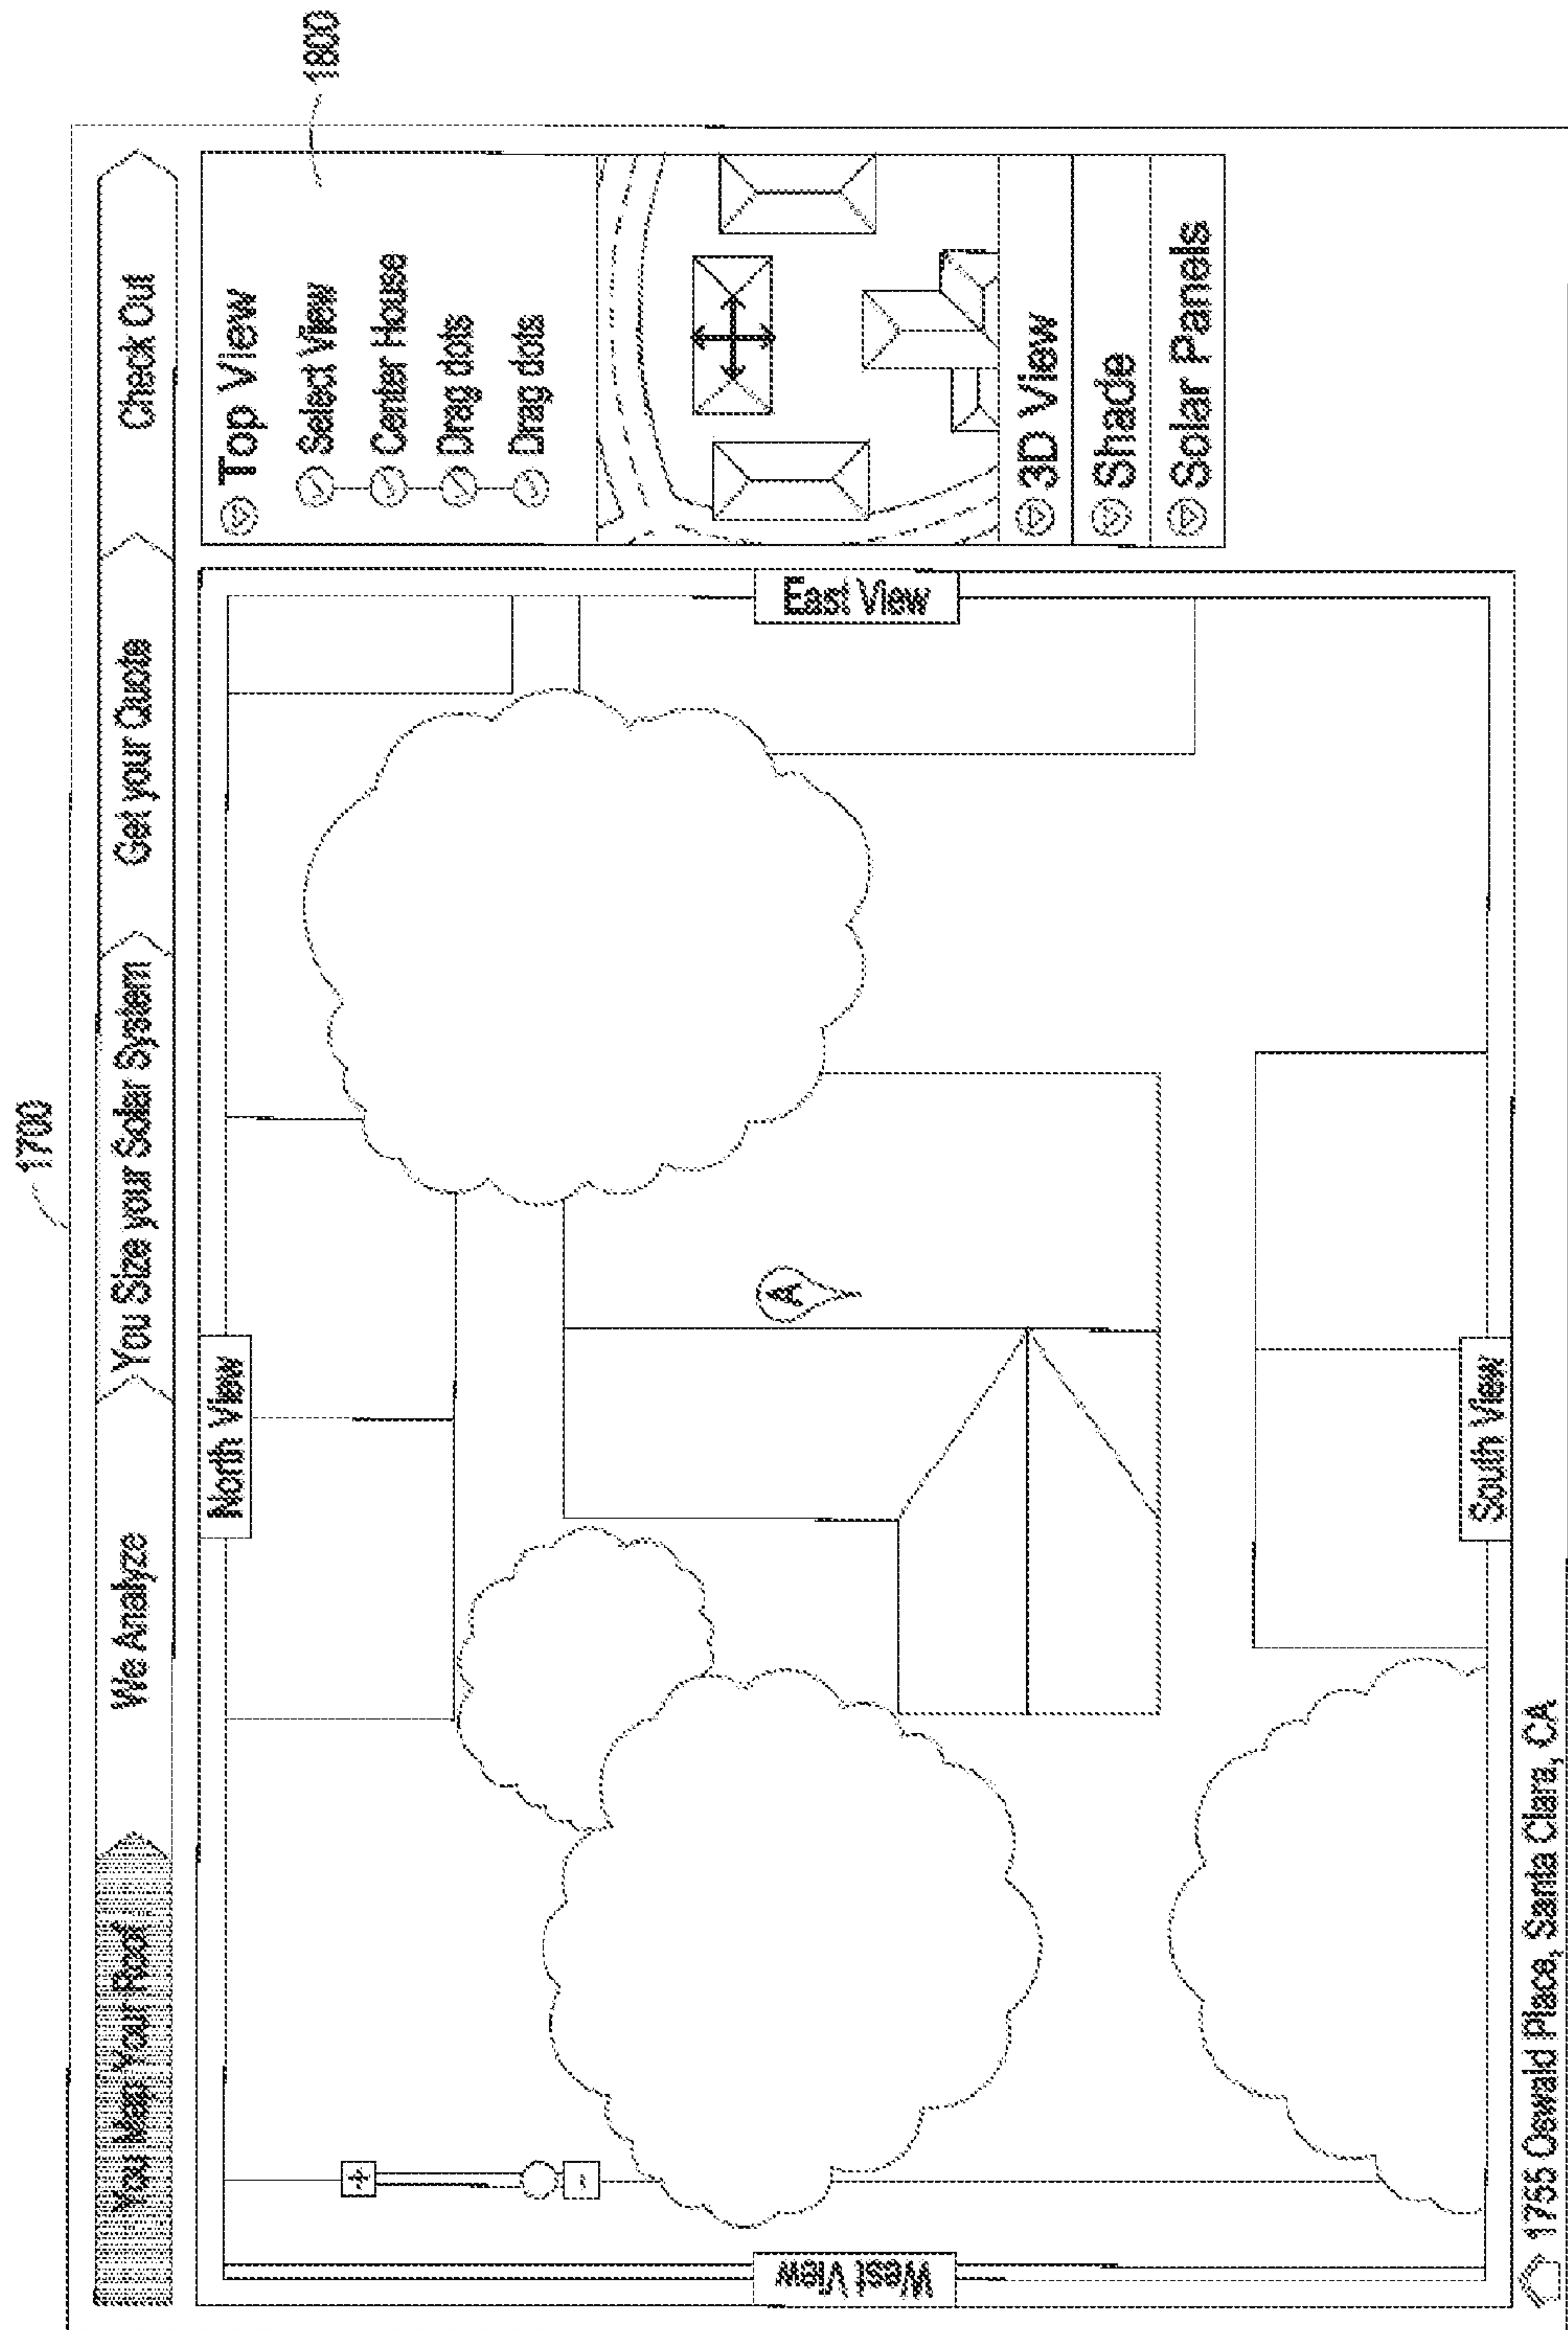 1700
You Map Your Roof
We Analyze
You Size your Solar System
Get your Quote
Check Out
1800
North View
West View
East View
South View
A
+
-
Top View
Select View
Center House
Drag dots
Drag dots
3D View
Shade
Solar Panels
1755 Oswald Place, Santa Clara, CA